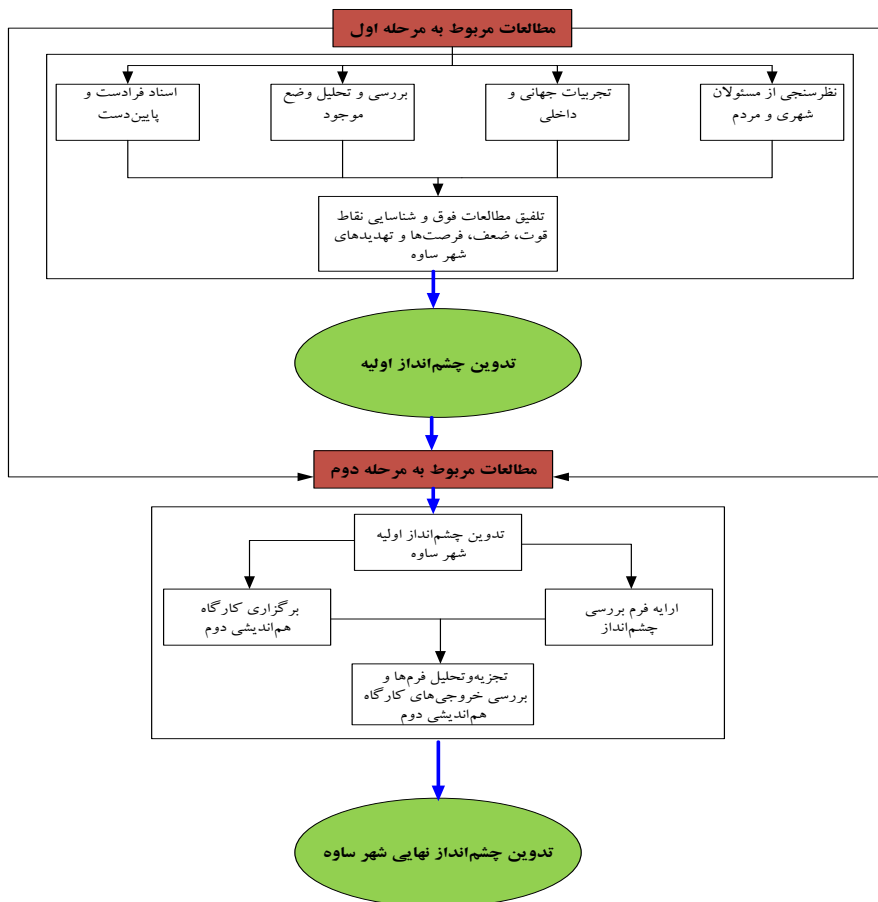 مطالعات مربوط به مرحله اول
نظرسنجی از مسئولان
شهری و مردم
تجربیات جهانی و
داخلی
بررسی و تحلیل وضع
موجود
اسناد فرادست و
پایین‌دست
تلفیق مطالعات فوق و شناسایی نقاط
قوت، ضعف، فرصت‌ها و تهدیدهای
شهر ساوه
تدوین چشم‌انداز اولیه
مطالعات مربوط به مرحله دوم
تدوین چشم‌انداز اولیه
شهر ساوه
ارایه فرم بررسی
چشم‌انداز
برگزاری کارگاه
هم‌اندیشی دوم
تجزیه‌وتحلیل فرم‌ها و
بررسی خروجی‌های کارگاه
هم‌اندیشی دوم
تدوین چشم‌انداز نهایی شهر ساوه